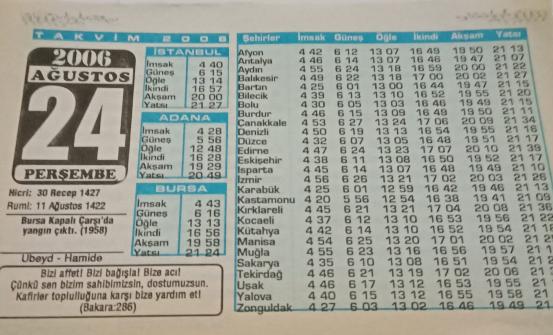 TAKVİM 2006
2006
AĞUSTOS
24
PERŞEMBE
Hicri: 30 Recep 1427
Rumi: 11 Ağustos 1422
Bursa Kapalı Çarşı'da
yangın çıktı. (1958)
Ubeyd - Hamide
Bizi affet! Bizi bağışla! Bize acı!
Çünkü sen bizim sahibimizsin, dostumuzsun.
Kafirler topluluğuna karşı bize yardım et!
(Bakara:286)
İSTANBUL
İmsak 4 40
Güneş 6 15
Öğle 13 14
İkindi 16 57
Akşam 20 00
Yatsı 21 27
ADANA
İmsak 4 28
Güneş 5 56
Öğle 12 48
İkindi 16 28
Akşam 19 29
Yatsı 20 49
BURSA
İmsak 4 43
Güneş 6 16
Öğle 13 13
İkindi 16 56
Akşam 19 58
Yatsı 21 24
Şehirler İmsak Güneş Öğle İkindi Akşam Yatsı
Afyon 4 42 6 12 13 07 16 49 19 50 21 13
Antalya 4 46 6 14 13 07 16 46 19 47 21 07
Aydın 4 55 6 24 13 18 16 59 20 00 21 22
Balıkesir 4 49 6 22 13 18 17 00 20 02 21 27
Bartın 4 25 6 01 13 00 16 44 19 47 21 15
Bilecik 4 39 6 13 13 10 16 52 19 55 21 20
Bolu 4 30 6 05 13 03 16 46 19 49 21 15
Burdur 4 46 6 15 13 09 16 49 19 50 21 11
Çanakkale 4 53 6 27 13 24 17 06 20 09 21 34
Denizli 4 50 6 19 13 13 16 54 19 55 21 16
Düzce 4 32 6 07 13 05 16 48 19 51 21 17
Edirne 4 47 6 24 13 23 17 07 20 10 21 39
Eskişehir 4 38 6 11 13 08 16 50 19 52 21 17
Isparta 4 45 6 14 13 07 16 48 19 49 21 10
İzmir 4 56 6 26 13 21 17 02 20 03 21 26
Karabük 4 25 6 01 12 59 16 42 19 46 21 13
Kastamonu 4 20 5 56 12 54 16 38 19 41 21 09
Kırklareli 4 45 6 21 13 21 17 04 20 08 21 36
Kocaeli 4 37 6 12 13 10 16 53 19 56 21 22
Kütahya 4 42 6 14 13 10 16 52 19 54 21 18
Manisa 4 54 6 25 13 20 17 01 20 02 21 2
Muğla 4 55 6 23 13 16 16 56 19 57 21 1
Sakarya 4 35 6 10 13 08 16 51 19 54 21 2
Tekirdağ 4 46 6 21 13 19 17 02 20 06 21
Uşak 4 46 6 17 13 12 16 53 19 55 21
Yalova 4 40 6 15 13 12 16 55 19 58 21
Zonguldak 4 27 6 03 13 02 16 46 19 49 21